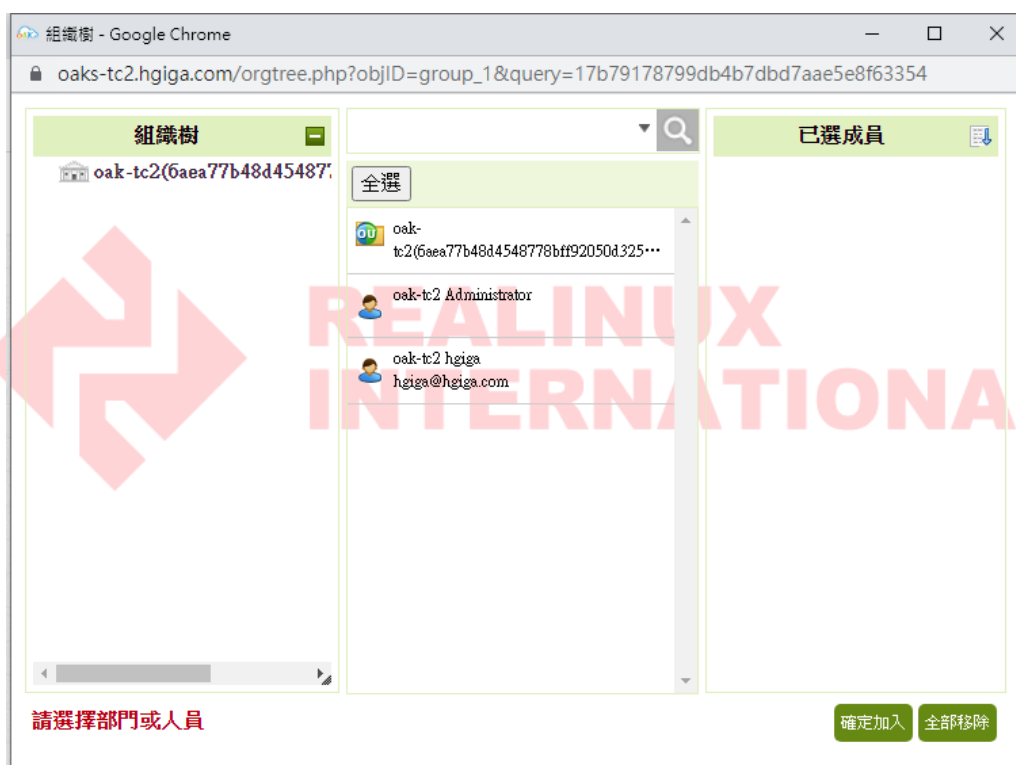 組織樹 - Google Chrome
oaks-tc2.hgiga.com/orgtree.php?objID=group_1&query=17b79178799db4b7dbd7aae5e8f63354
組織樹
oak-tc2(6aea77b48d454877
全選
oak-
tc2(6aea77b48d4548778bff92050d325…
oak-tc2 Administrator
oak-tc2 hgiga
hgiga@hgiga.com
已選成員
REALINUX
INTERNATIONA
請選擇部門或人員
確定加入
全部移除